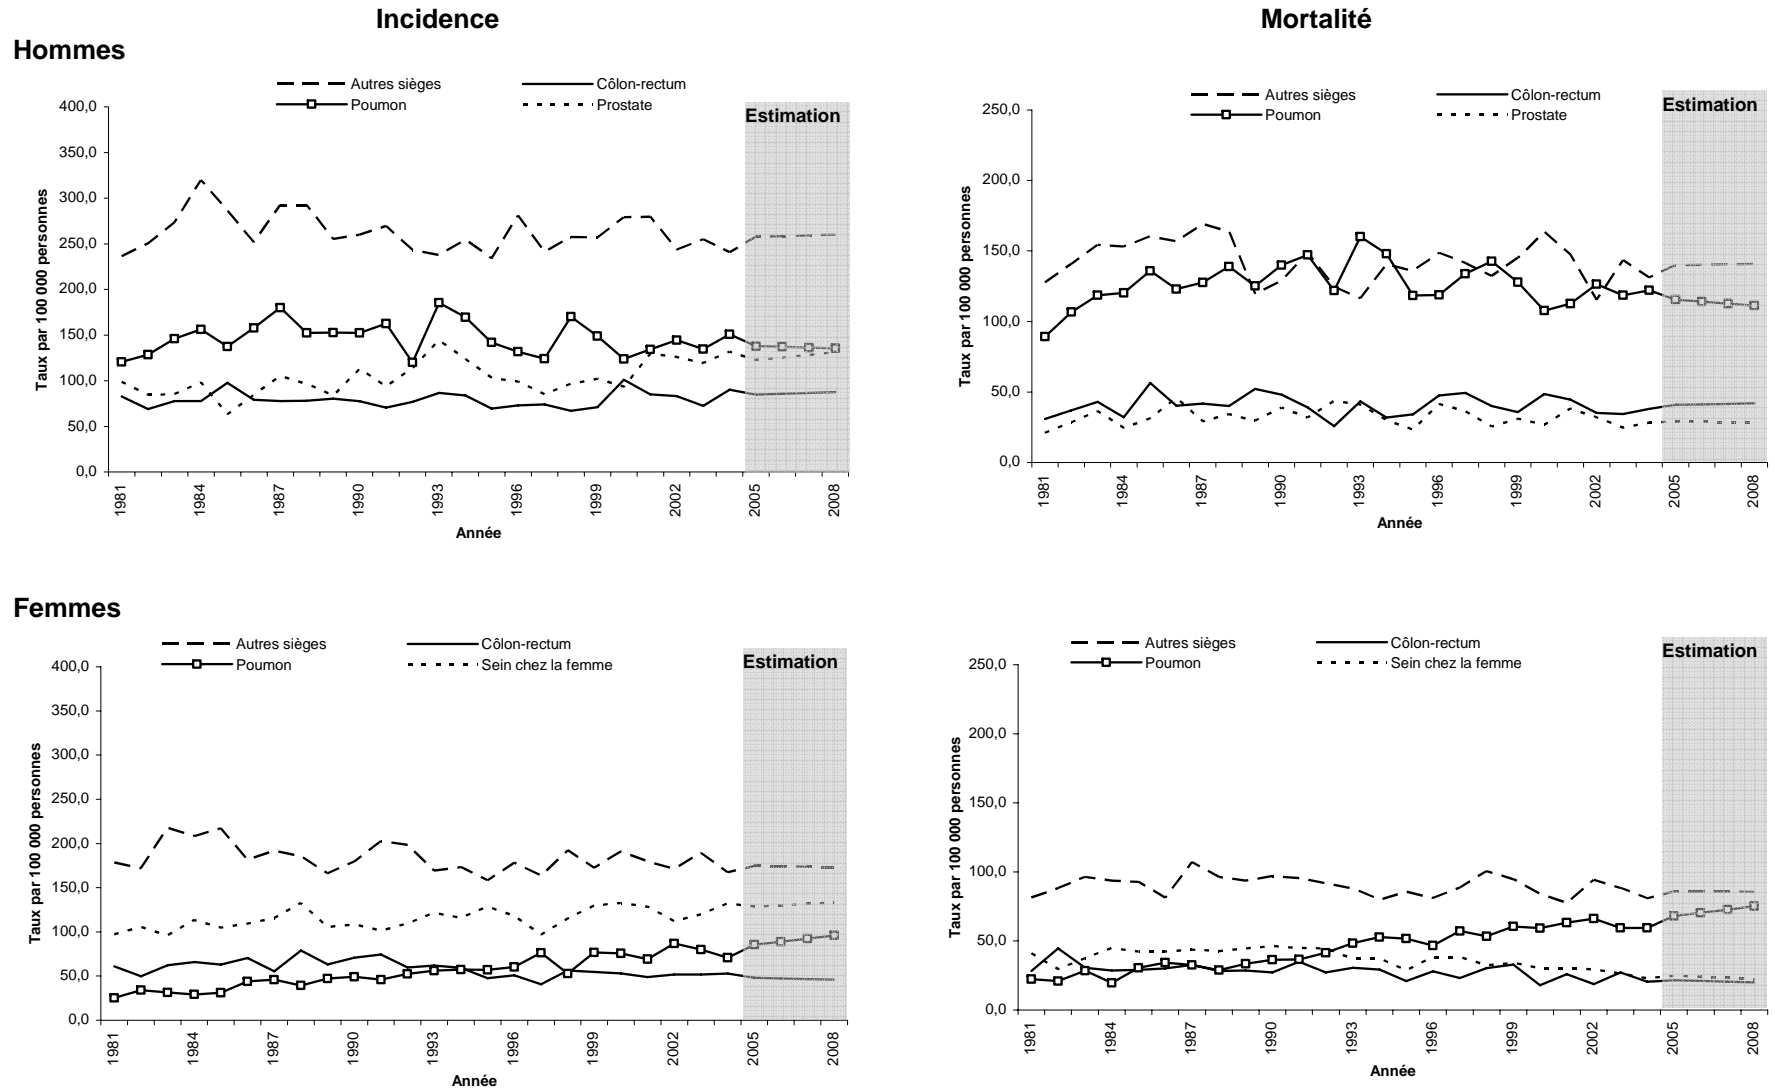 Incidence
Mortalité
Hommes
Autres sièges
Côlon-rectum
Poumon
Prostate
Estimation
Taux par 100 000 personnes
400,0
350,0
300,0
250,0
200,0
150,0
100,0
50,0
0,0
1981
1984
1987
1990
1993
1996
1999
2002
2005
2008
Année
Autres sièges
Côlon-rectum
Poumon
Prostate
Estimation
Taux par 100 000 personnes
250,0
200,0
150,0
100,0
50,0
0,0
1981
1984
1987
1990
1993
1996
1999
2002
2005
2008
Année
Femmes
Autres sièges
Côlon-rectum
Poumon
Sein chez la femme
Estimation
Taux par 100 000 personnes
400,0
350,0
300,0
250,0
200,0
150,0
100,0
50,0
0,0
1981
1984
1987
1990
1993
1996
1999
2002
2005
2008
Année
Autres sièges
Côlon-rectum
Poumon
Sein chez la femme
Estimation
Taux par 100 000 personnes
250,0
200,0
150,0
100,0
50,0
0,0
1981
1984
1987
1990
1993
1996
1999
2002
2005
2008
Année